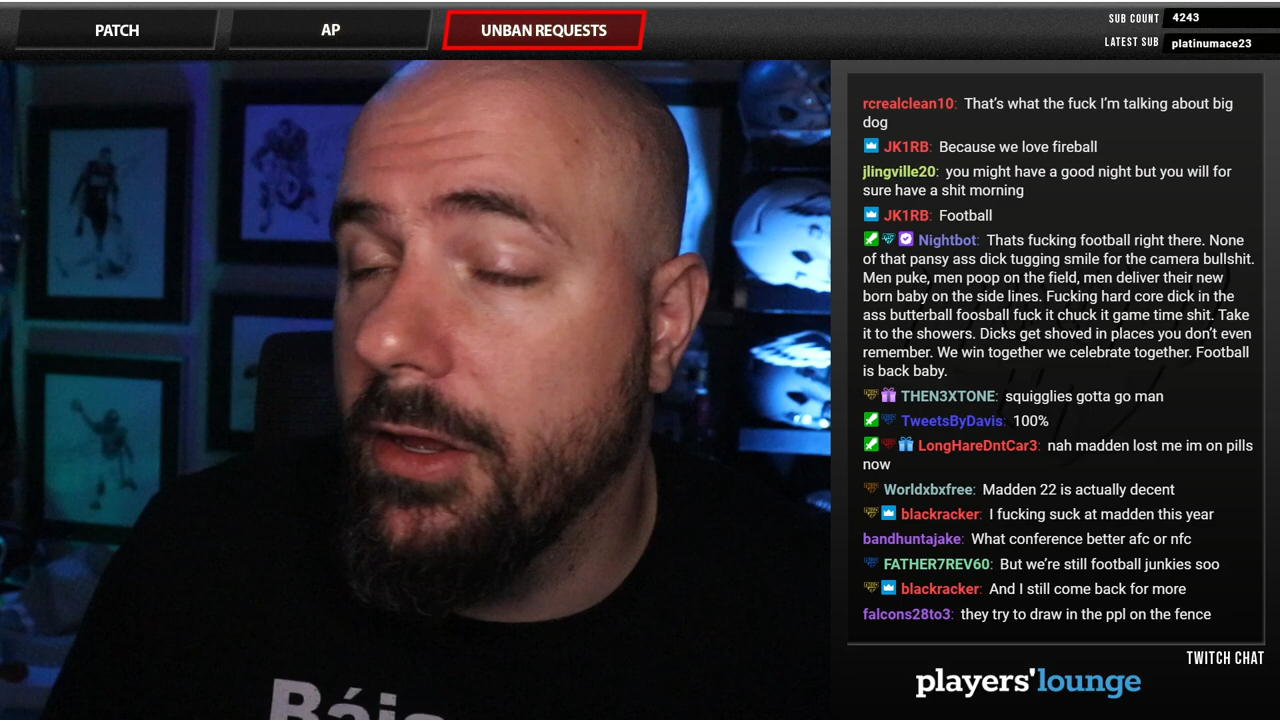 PATCH
AP
UNBAN REQUESTS
SUB COUNT 4243
LATEST SUB platinumace23
rcrealclean10: That's what the fuck I'm talking about big
dog
JK1RB: Because we love fireball
jlingville20: you might have a good night but you will for
sure have a shit morning
JK1RB: Football
Nightbot: Thats fucking football right there. None
of that pansy ass dick tugging smile for the camera bullshit.
Men puke, men poop on the field, men deliver their new
born baby on the side lines. Fucking hard core dick in the
ass butterball foosball fuck it chuck it game time shit. Take
it to the showers. Dicks get shoved in places you don't even
remember. We win together we celebrate together. Football
is back baby.
THEN3XTONE: squigglies gotta go man
TweetsByDavis: 100%
LongHareDntCar3: nah madden lost me im on pills
now
Worldxbxfree: Madden 22 is actually decent
blackracker: I fucking suck at madden this year
bandhuntajake: What conference better afc or nfc
FATHER7REV60: But we're still football junkies soo
blackracker: And I still come back for more
falcons28to3: they try to draw in the ppl on the fence
TWITCH CHAT
players'lounge